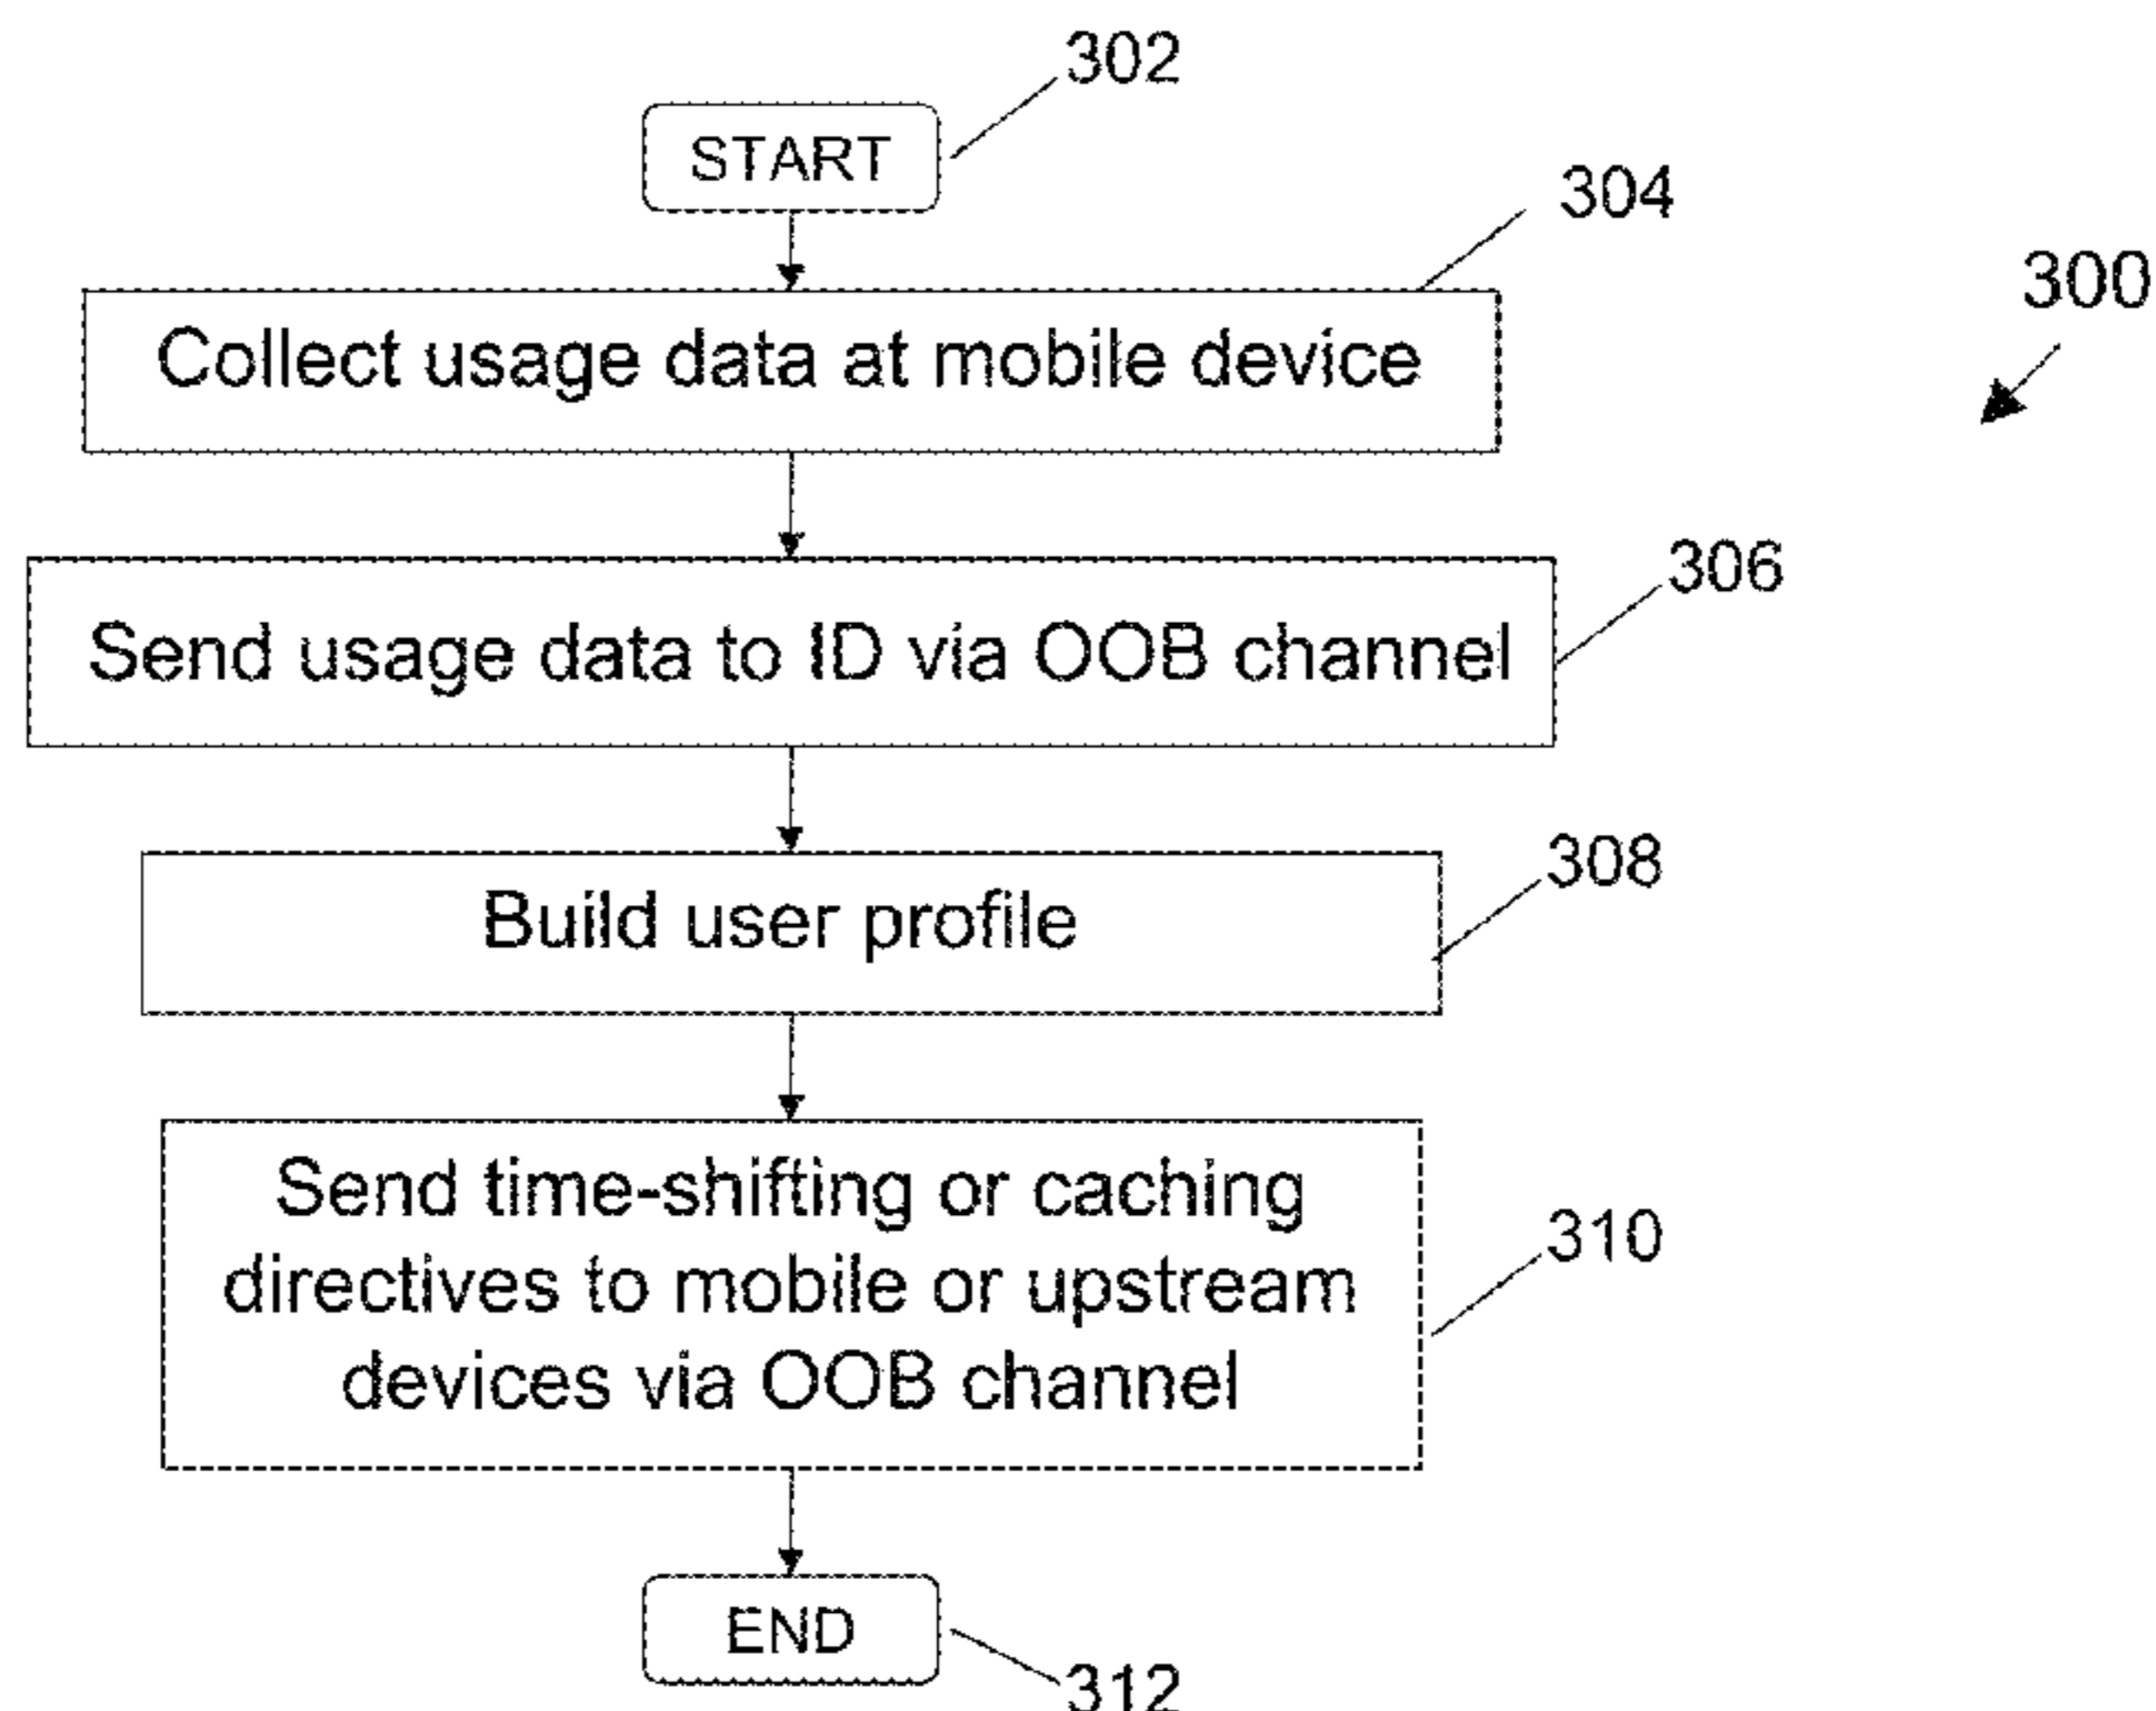 302
START
304
300
Collect usage data at mobile device
306
Send usage data to ID via OOB channel
308
Build user profile
Send time-shifting or caching
directives to mobile or upstream
devices via OOB channel
310
END
312